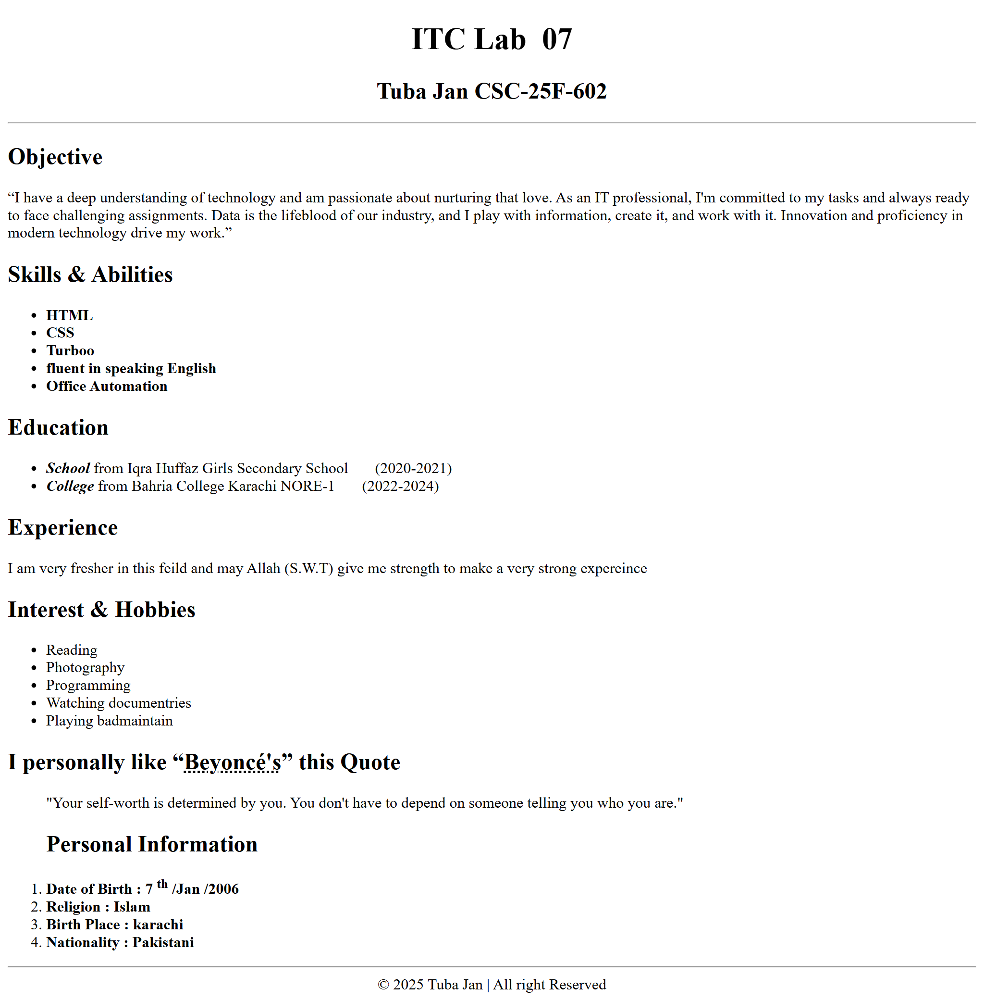 ITC Lab  07
Tuba Jan CSC-25F-602
Objective
“I have a deep understanding of technology and am passionate about nurturing that love. As an IT professional, I'm committed to my tasks and always ready
to face challenging assignments. Data is the lifeblood of our industry, and I play with information, create it, and work with it. Innovation and proficiency in
modern technology drive my work.”
Skills & Abilities
• HTML
• CSS
• Turboo
• fluent in speaking English
• Office Automation
Education
• School from Iqra Huffaz Girls Secondary School (2020-2021)
• College from Bahria College Karachi NORE-1 (2022-2024)
Experience
I am very fresher in this feild and may Allah (S.W.T) give me strength to make a very strong expereince
Interest & Hobbies
• Reading
• Photography
• Programming
• Watching documentries
• Playing badmaintain
I personally like “Beyoncé's” this Quote
"Your self-worth is determined by you. You don't have to depend on someone telling you who you are."
Personal Information
1. Date of Birth : 7 th /Jan /2006
2. Religion : Islam
3. Birth Place : karachi
4. Nationality : Pakistani
© 2025 Tuba Jan | All right Reserved